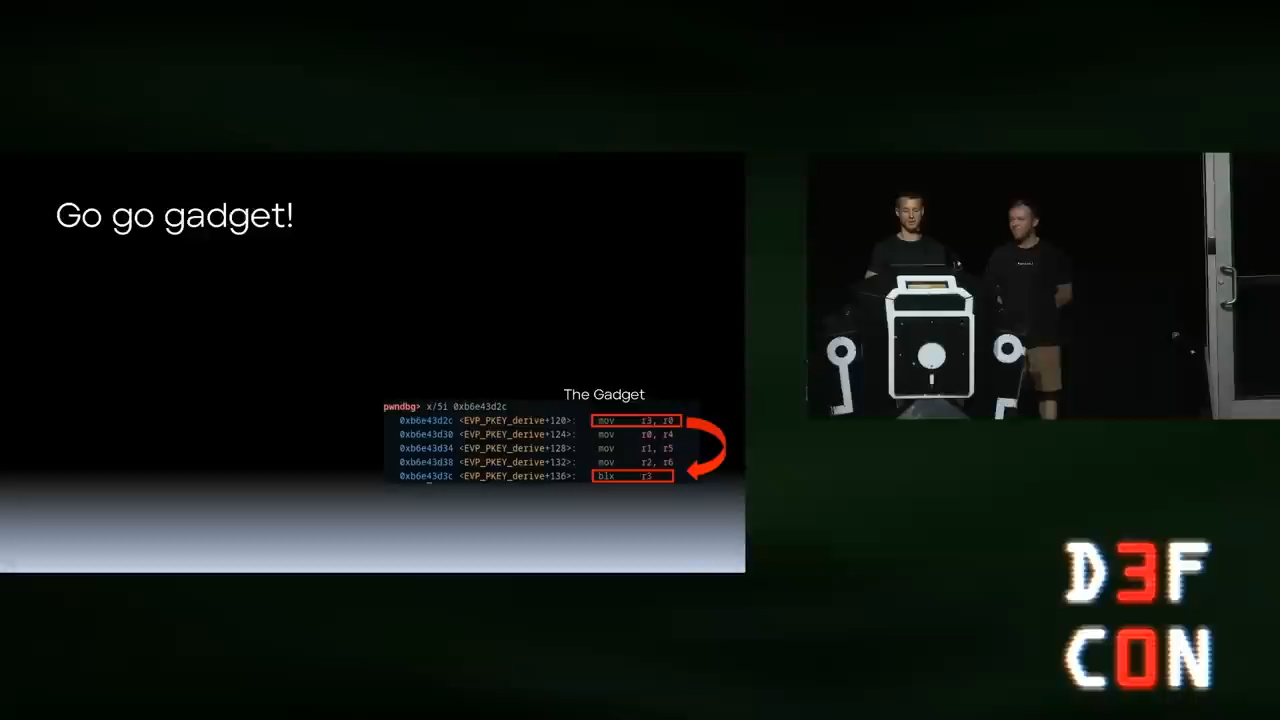 Go go gadget!
The Gadget
pwndbg> x/5i 0xb6e43d2c
0xb6e43d2c <EVP_PKEY_derive+120>: mov r3, r0
0xb6e43d30 <EVP_PKEY_derive+124>: mov r0, r4
0xb6e43d34 <EVP_PKEY_derive+128>: mov r1, r5
0xb6e43d38 <EVP_PKEY_derive+132>: mov r2, r6
0xb6e43d3c <EVP_PKEY_derive+136>: blx r3
D3F
C0N